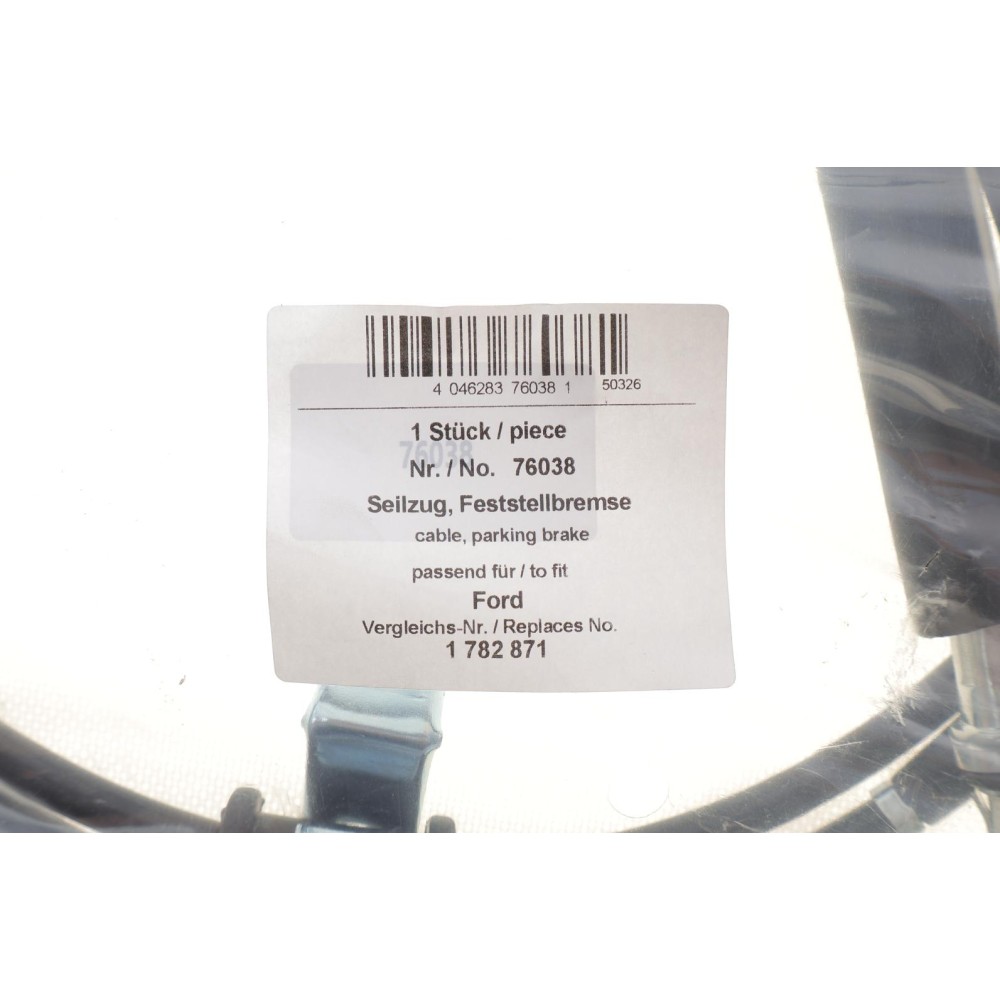 4 046283 76038 1 50326
1 Stück / piece
76038
Nr. / No. 76038
Seilzug, Feststellbremse
cable, parking brake
passend für / to fit
Ford
Vergleichs-Nr. / Replaces No.
1 782 871